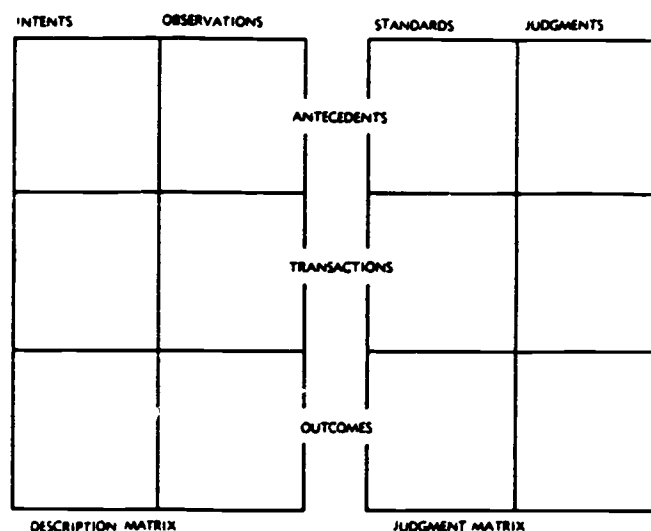 INTENTS OBSERVATIONS STANDARDS JUDGMENTS
ANTECEDENTS
TRANSACTIONS
OUTCOMES
DESCRIPTION MATRIX JUDGMENT MATRIX